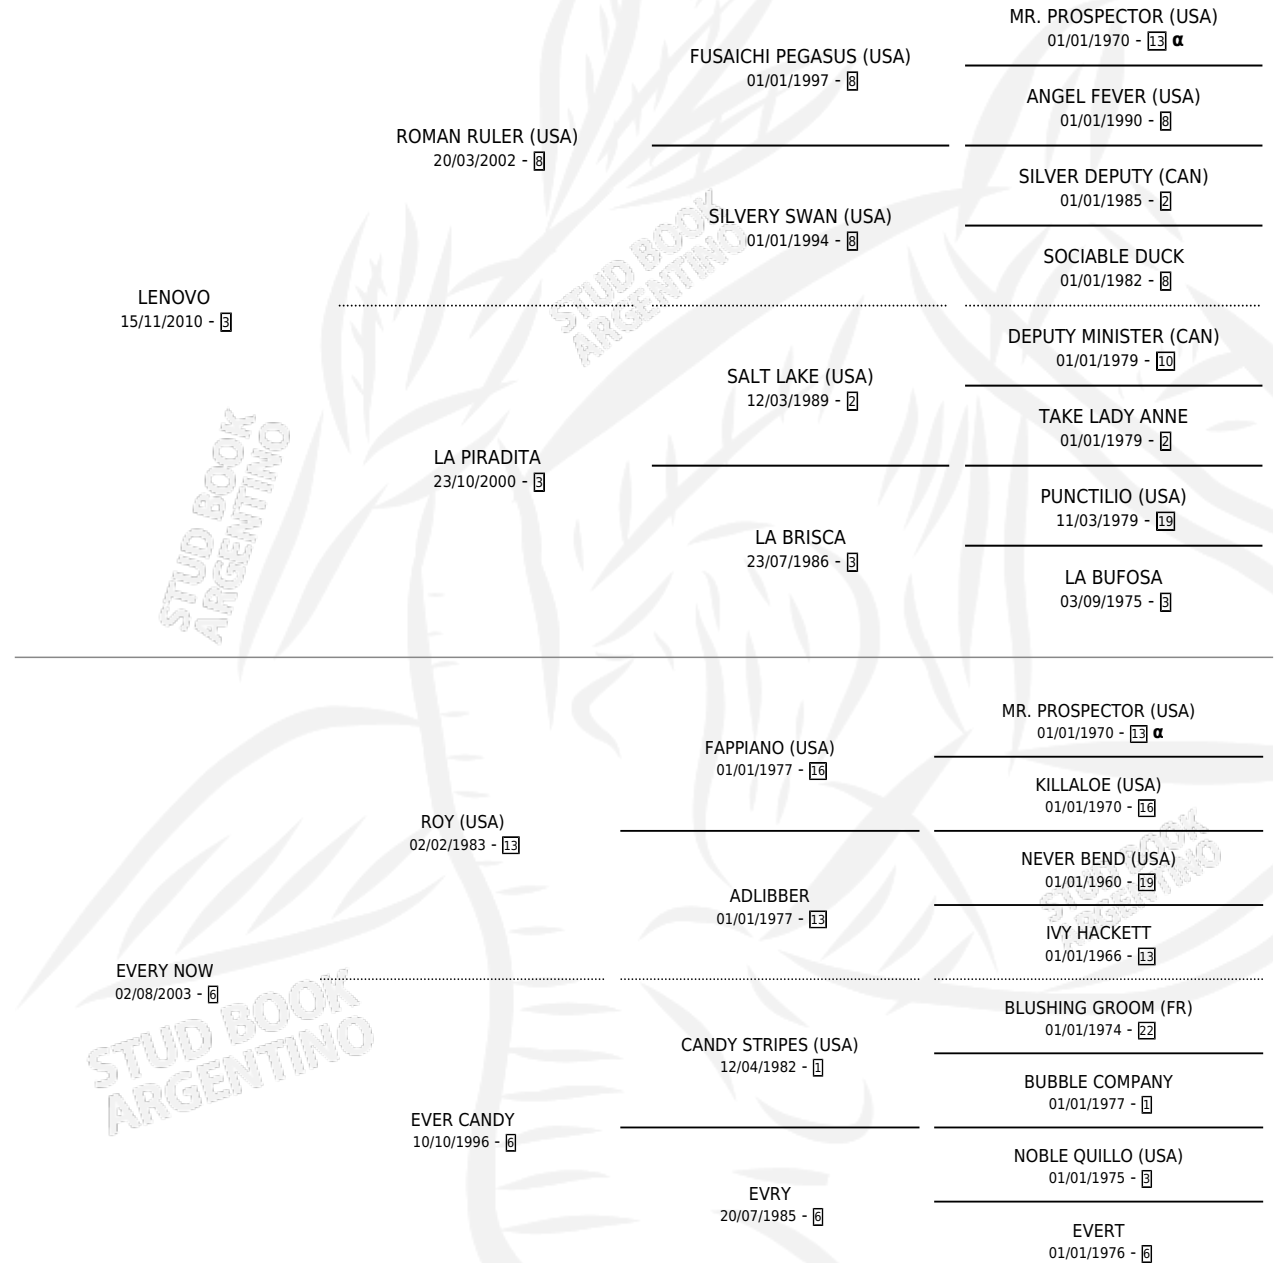 MR. PROSPECTOR (USA)
01/01/1970 - 13 α
FUSAICHI PEGASUS (USA)
01/01/1997 - 8
ANGEL FEVER (USA)
01/01/1990 - 8
ROMAN RULER (USA)
20/03/2002 - 8
SILVER DEPUTY (CAN)
01/01/1985 - 2
SILVERY SWAN (USA)
01/01/1994 - 8
SOCIABLE DUCK
01/01/1982 - 8
STUD BOOK
ARGENTINO
LENOVO
15/11/2010 - 3
DEPUTY MINISTER (CAN)
01/01/1979 - 10
SALT LAKE (USA)
12/03/1989 - 2
TAKE LADY ANNE
01/01/1979 - 2
LA PIRADITA
23/10/2000 - 3
PUNCTILIO (USA)
11/03/1979 - 19
LA BRISCA
23/07/1986 - 3
LA BUFOSA
03/09/1975 - 3
STUD BOOK
ARGENTINO
MR. PROSPECTOR (USA)
01/01/1970 - 13 α
FAPPIANO (USA)
01/01/1977 - 16
KILLALOE (USA)
01/01/1970 - 16
ROY (USA)
02/02/1983 - 13
NEVER BEND (USA)
01/01/1960 - 19
ADLIBBER
01/01/1977 - 13
IVY HACKETT
01/01/1966 - 13
STUD BOOK
ARGENTINO
EVERY NOW
02/08/2003 - 6
STUD BOOK
ARGENTINO
BLUSHING GROOM (FR)
01/01/1974 - 22
CANDY STRIPES (USA)
12/04/1982 - 1
BUBBLE COMPANY
01/01/1977 - 1
EVER CANDY
10/10/1996 - 6
NOBLE QUILLO (USA)
01/01/1975 - 3
EVRY
20/07/1985 - 6
EVERT
01/01/1976 - 6